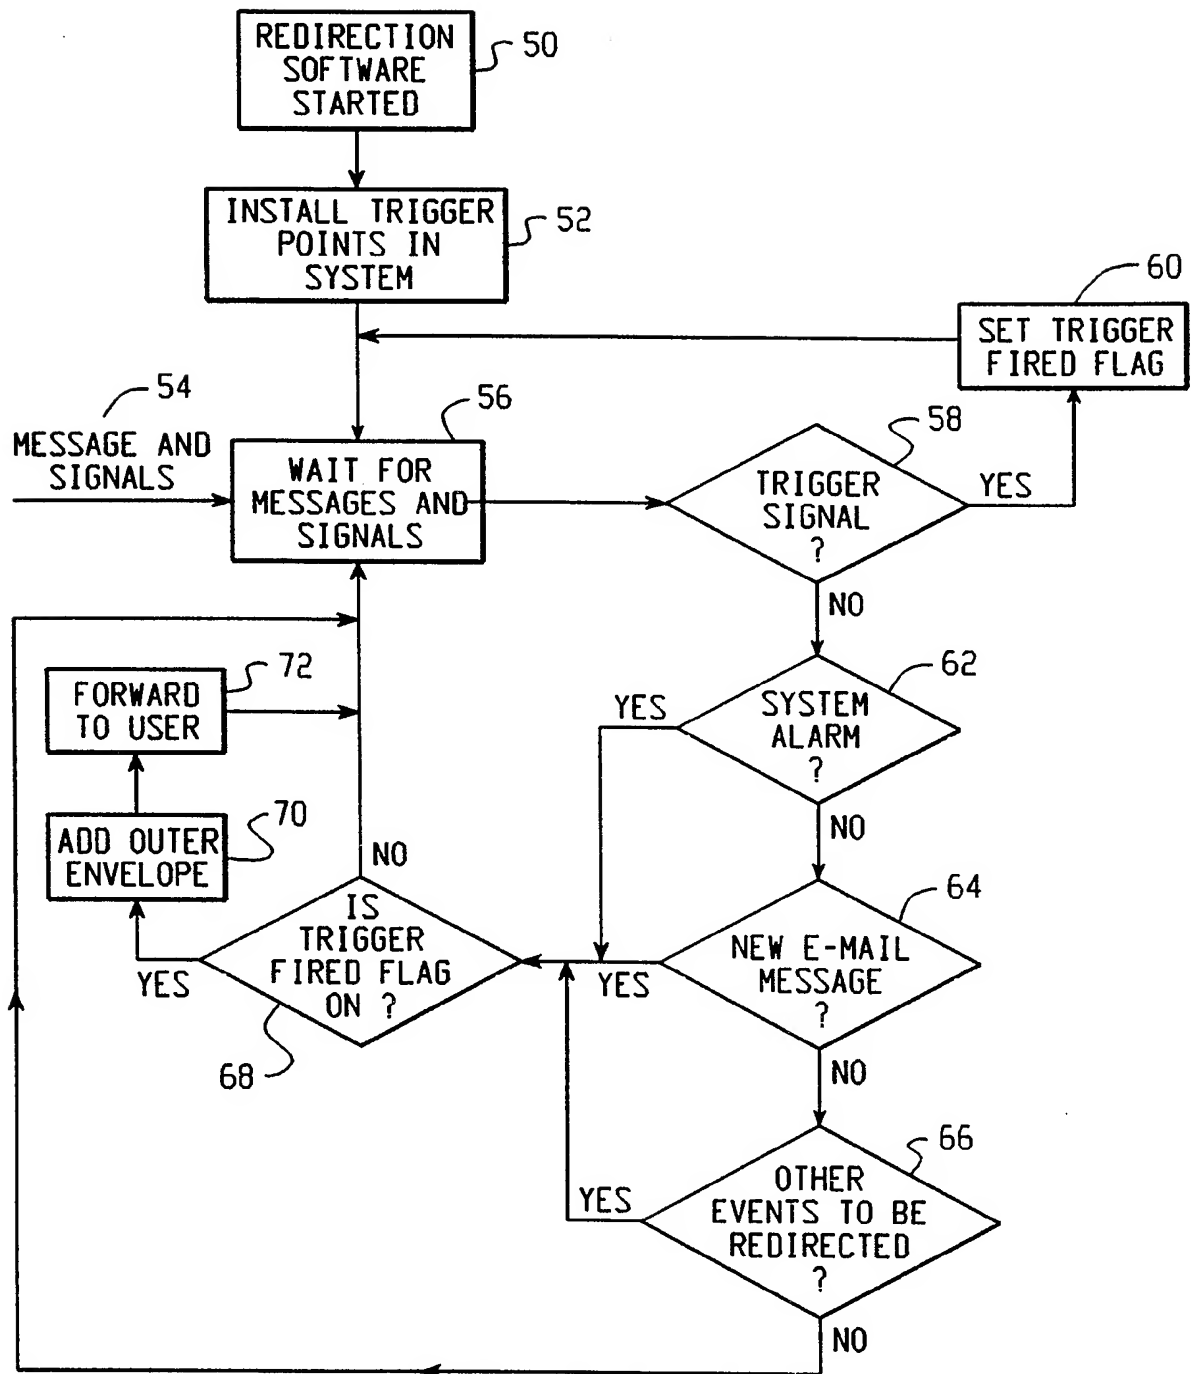 REDIRECTION
SOFTWARE
STARTED
50
INSTALL TRIGGER
POINTS IN
SYSTEM
52
60
SET TRIGGER
FIRED FLAG
54
MESSAGE AND
SIGNALS
56
WAIT FOR
MESSAGES AND
SIGNALS
58
TRIGGER
SIGNAL
?
YES
NO
62
SYSTEM
ALARM
?
YES
NO
72
FORWARD
TO USER
70
ADD OUTER
ENVELOPE
NO
IS
TRIGGER
FIRED FLAG
ON ?
YES
68
64
NEW E-MAIL
MESSAGE
?
YES
NO
66
OTHER
EVENTS TO BE
REDIRECTED
?
YES
NO